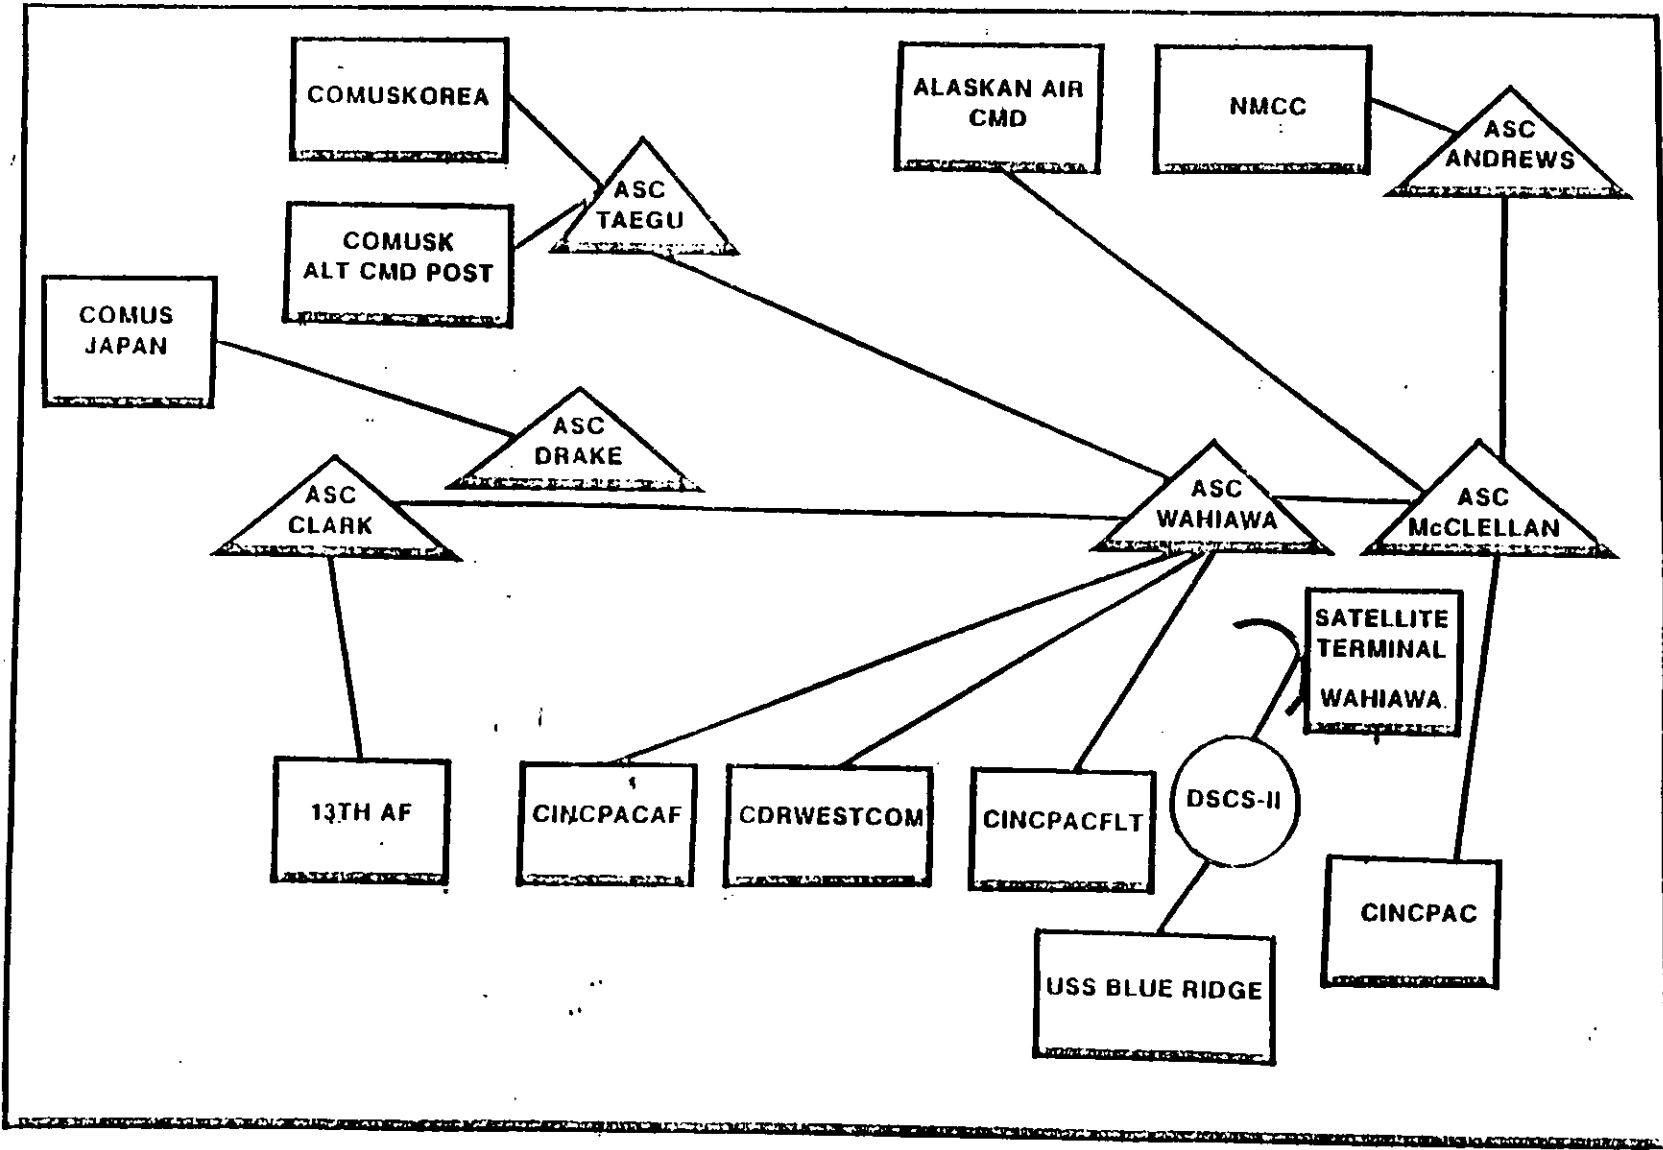 COMUSKOREA
ALASKAN AIR
CMD
NMCC
ASC
ANDREWS
ASC
TAEGU
COMUSK
ALT CMD POST
COMUS
JAPAN
ASC
DRAKE
ASC
CLARK
ASC
WAHIAWA
ASC
McCLELLAN
SATELLITE
TERMINAL
WAHIAWA
13TH AF
CINCPACAF
CDRWESTCOM
CINCPACFLT
DSCS-II
CINCPAC
USS BLUE RIDGE